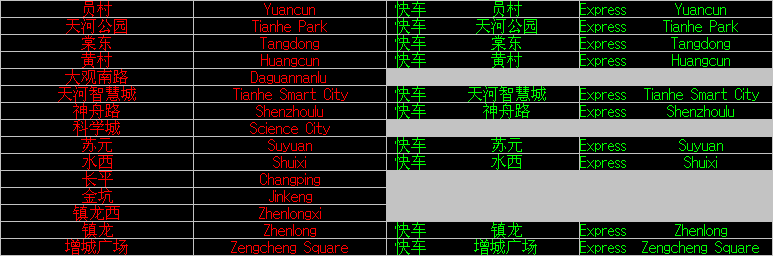 员村 Yuancun 快车 员村 Express Yuancun
天河公园 Tianhe Park 快车 天河公园 Express Tianhe Park
棠东 Tangdong 快车 棠东 Express Tangdong
黄村 Huangcun 快车 黄村 Express Huangcun
大观南路 Daguannanlu
天河智慧城 Tianhe Smart City 快车 天河智慧城 Express Tianhe Smart City
神舟路 Shenzhoulu 快车 神舟路 Express Shenzhoulu
科学城 Science City
苏元 Suyuan 快车 苏元 Express Suyuan
水西 Shuixi 快车 水西 Express Shuixi
长平 Changping
金坑 Jinkeng
镇龙西 Zhenlongxi
镇龙 Zhenlong 快车 镇龙 Express Zhenlong
增城广场 Zengcheng Square 快车 增城广场 Express Zengcheng Square